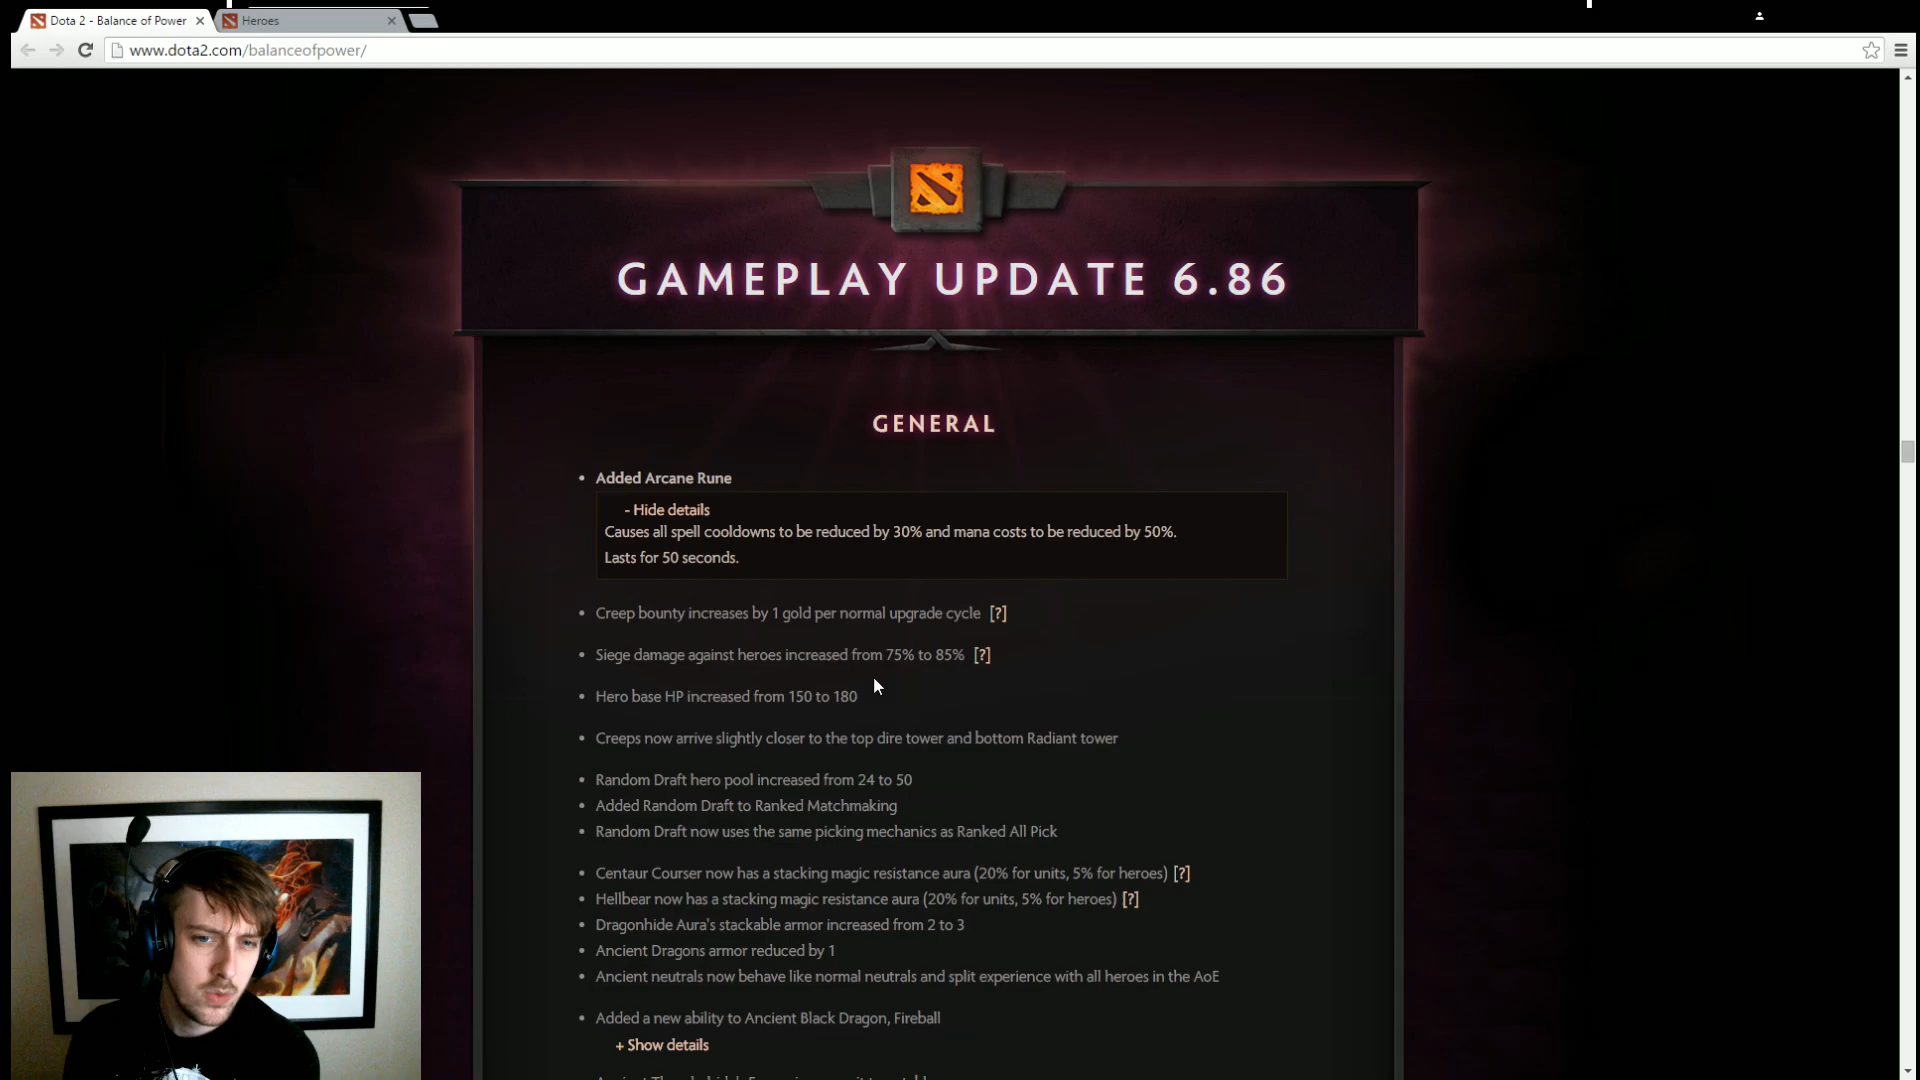 Dota 2 - Balance of Power
Heroes
www.dota2.com/balanceofpower/
GAMEPLAY UPDATE 6.86
GENERAL
• Added Arcane Rune
- Hide details
Causes all spell cooldowns to be reduced by 30% and mana costs to be reduced by 50%.
Lasts for 50 seconds.
• Creep bounty increases by 1 gold per normal upgrade cycle [?]
• Siege damage against heroes increased from 75% to 85% [?]
• Hero base HP increased from 150 to 180
• Creeps now arrive slightly closer to the top dire tower and bottom Radiant tower
• Random Draft hero pool increased from 24 to 50
• Added Random Draft to Ranked Matchmaking
• Random Draft now uses the same picking mechanics as Ranked All Pick
• Centaur Courser now has a stacking magic resistance aura (20% for units, 5% for heroes) [?]
• Hellbear now has a stacking magic resistance aura (20% for units, 5% for heroes) [?]
• Dragonhide Aura's stackable armor increased from 2 to 3
• Ancient Dragons armor reduced by 1
• Ancient neutrals now behave like normal neutrals and split experience with all heroes in the AoE
• Added a new ability to Ancient Black Dragon, Fireball
+ Show details